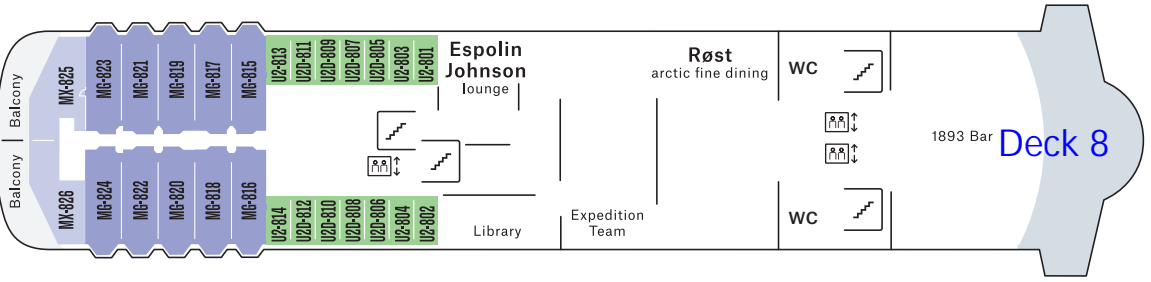 Balcony
MX-825
MG-823
MG-821
MG-819
MG-817
MG-815
U2-813
U2D-811
U2D-809
U2D-807
U2D-805
U2-803
U2-801
Espolin
Johnson
lounge
Røst
arctic fine dining
WC
1893 Bar
Deck 8
Balcony
MX-826
MG-824
MG-822
MG-820
MG-818
MG-816
U2-814
U2D-812
U2D-810
U2D-808
U2D-806
U2-804
U2-802
Library
Expedition
Team
WC